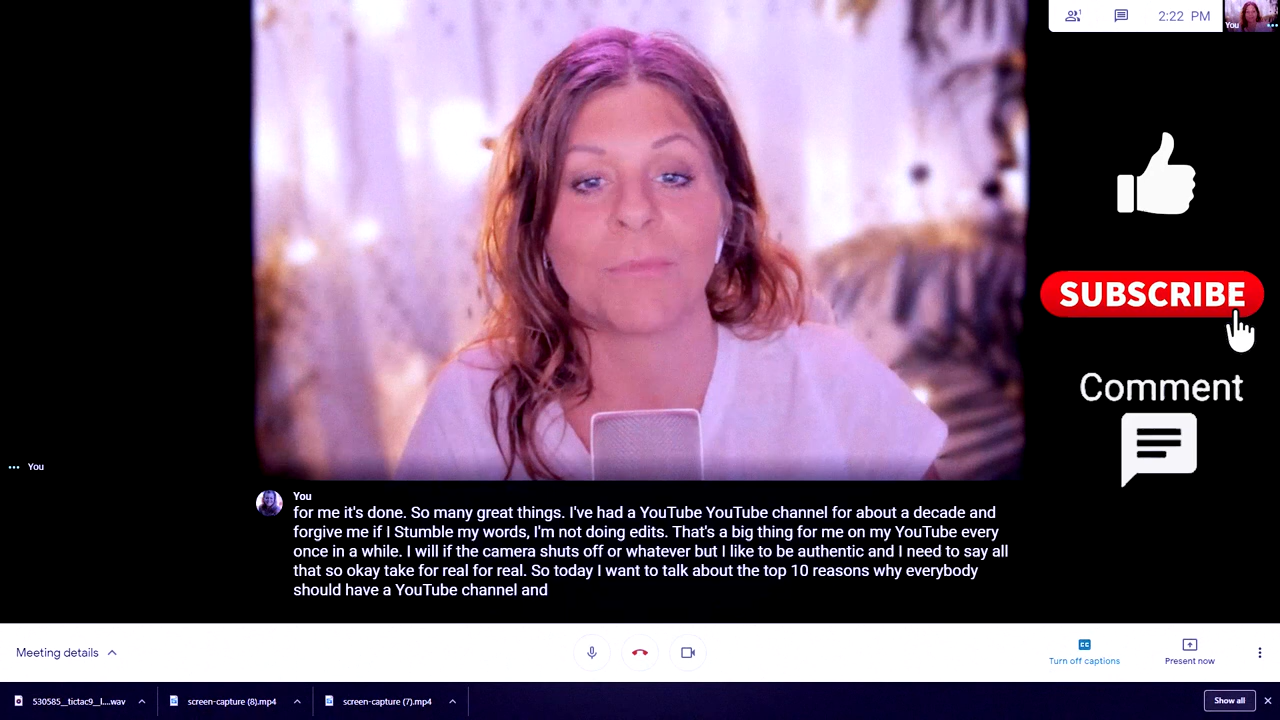 2:22 PM
You
SUBSCRIBE
Comment
You
You
for me it's done. So many great things. I've had a YouTube YouTube channel for about a decade and
forgive me if I Stumble my words, I'm not doing edits. That's a big thing for me on my YouTube every
once in a while. I will if the camera shuts off or whatever but I like to be authentic and I need to say all
that so okay take for real for real. So today I want to talk about the top 10 reasons why everybody
should have a YouTube channel and
Meeting details
Turn off captions
Present now
530585__tictac9__l....wav
screen-capture (8).mp4
screen-capture (7).mp4
Show all